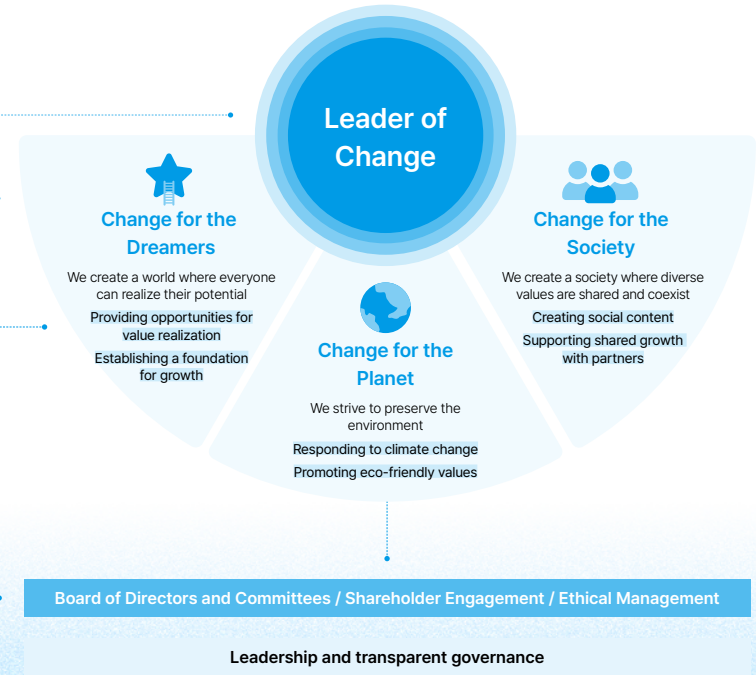 Leader of
Change
Change for the
Dreamers
We create a world where everyone
can realize their potential
Providing opportunities for
value realization
Establishing a foundation
for growth
Change for the
Planet
We strive to preserve the
environment
Responding to climate change
Promoting eco-friendly values
Change for the
Society
We create a society where diverse
values are shared and coexist
Creating social content
Supporting shared growth
with partners
Board of Directors and Committees / Shareholder Engagement / Ethical Management
Leadership and transparent governance